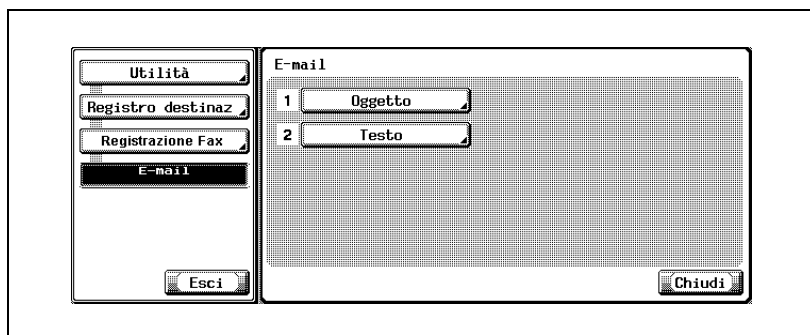 Utilità
Registro destinaz
Registrazione Fax
E-mail
Esci
E-mail
1 Oggetto
2 Testo
Chiudi